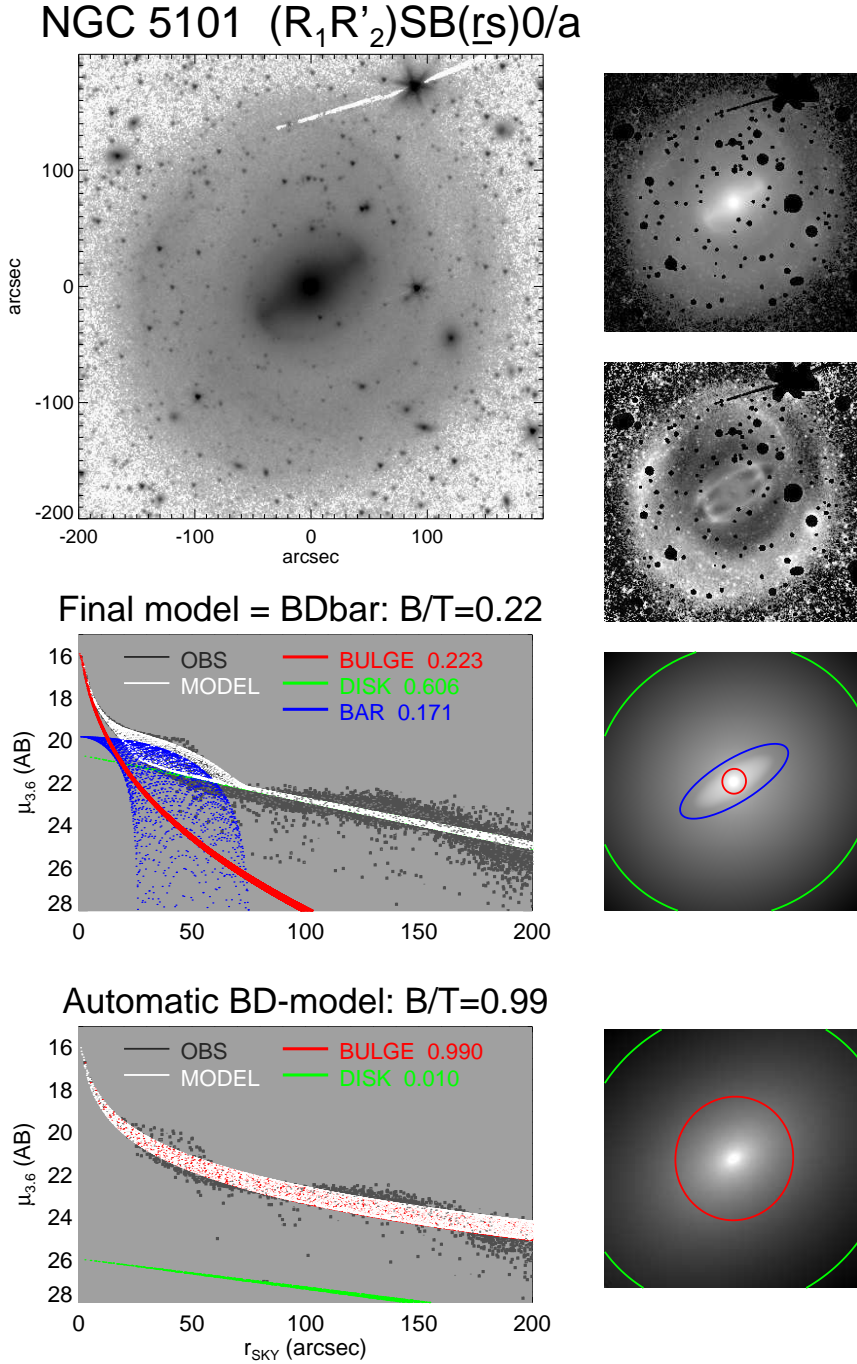 NGC 5101 (R₁R’₂)SB(rs)0/a
arcsec
100
0
-100
-200
-200 -100 0 100
arcsec
Final model = BDbar: B/T=0.22
μ₃.₆ (AB)
16
18
20
22
24
26
28
OBS
MODEL
BULGE 0.223
DISK 0.606
BAR 0.171
0 50 100 150 200
Automatic BD-model: B/T=0.99
μ₃.₆ (AB)
16
18
20
22
24
26
28
OBS
MODEL
BULGE 0.990
DISK 0.010
0 50 100 150 200
r_SKY (arcsec)